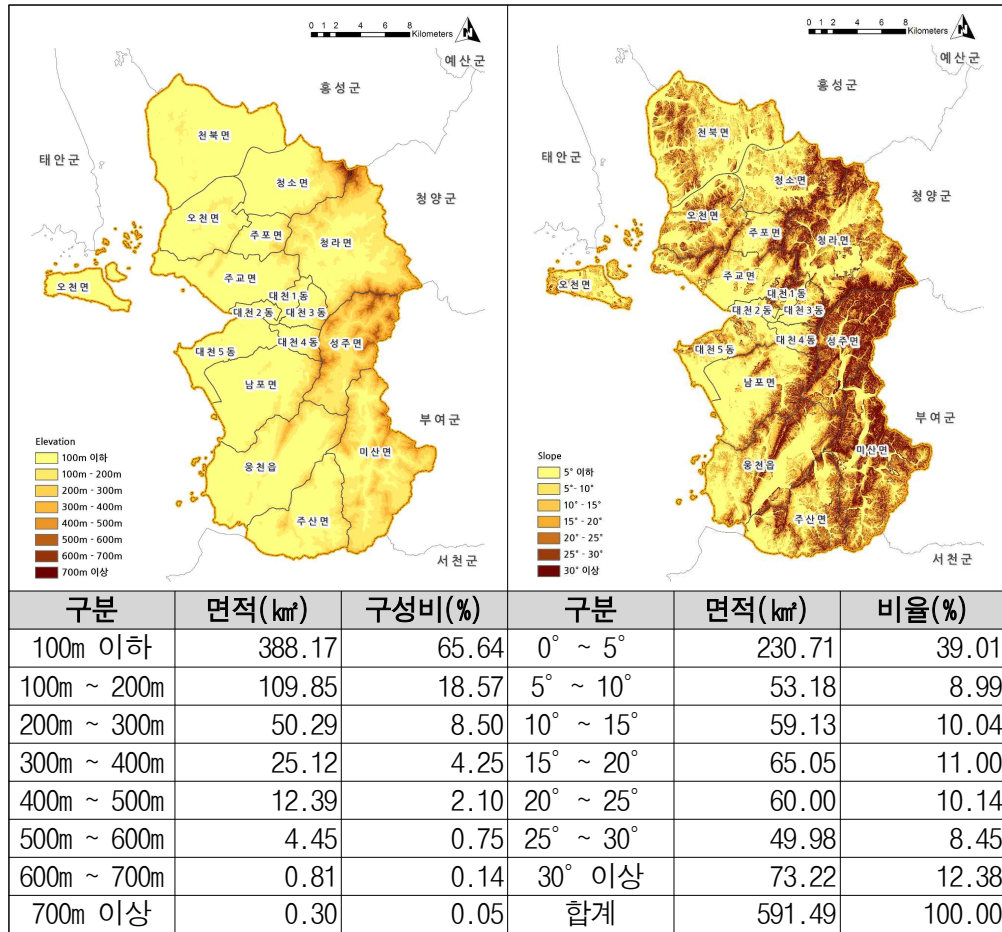 0 1 2 4 6 8
Kilometers
N
예산군
홍성군
태안군
청양군
천북면
청소면
오천면
주포면
청라면
오천면
주교면
대천1동
대천2동 대천3동
대천4동
대천5동
성주면
남포면
부여군
미산면
웅천읍
주산면
서천군
Elevation
100m 이하
100m - 200m
200m - 300m
300m - 400m
400m - 500m
500m - 600m
600m - 700m
700m 이상
0 1 2 4 6 8
Kilometers
N
예산군
홍성군
태안군
청양군
천북면
청소면
오천면
주포면
청라면
오천면
주교면
대천1동
대천2동 대천3동
대천4동
대천5동
성주면
남포면
부여군
미산면
웅천읍
주산면
서천군
Slope
5° 이하
5° - 10°
10° - 15°
15° - 20°
20° - 25°
25° - 30°
30° 이상
구분 면적(㎢) 구성비(%) 구분 면적(㎢) 비율(%)
100m 이하 388.17 65.64 0° ~ 5° 230.71 39.01
100m ~ 200m 109.85 18.57 5° ~ 10° 53.18 8.99
200m ~ 300m 50.29 8.50 10° ~ 15° 59.13 10.04
300m ~ 400m 25.12 4.25 15° ~ 20° 65.05 11.00
400m ~ 500m 12.39 2.10 20° ~ 25° 60.00 10.14
500m ~ 600m 4.45 0.75 25° ~ 30° 49.98 8.45
600m ~ 700m 0.81 0.14 30° 이상 73.22 12.38
700m 이상 0.30 0.05 합계 591.49 100.00